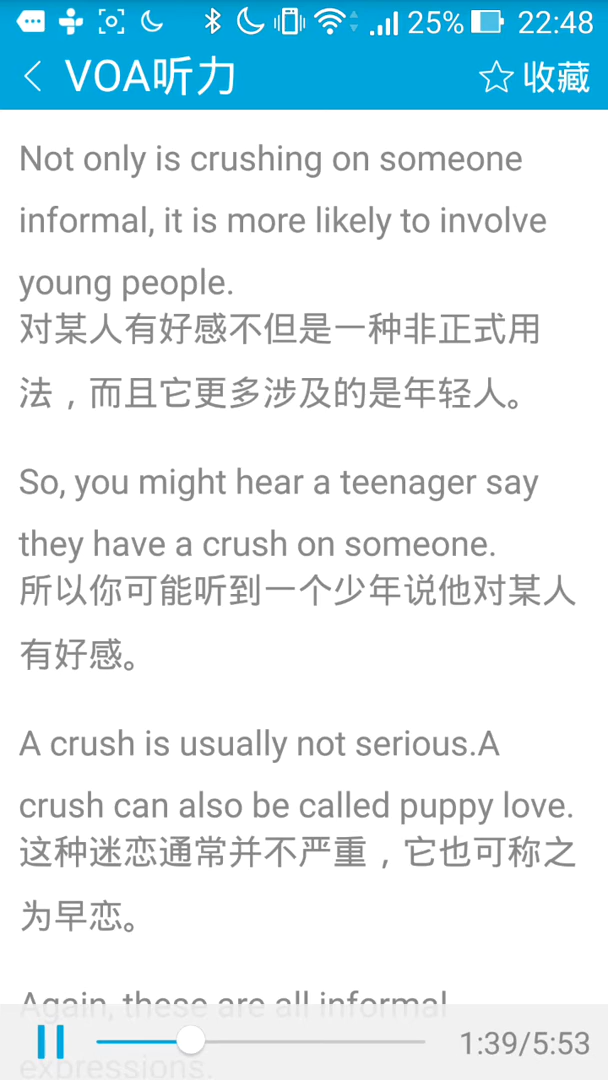 25% 22:48
VOA听力 收藏
Not only is crushing on someone
informal, it is more likely to involve
young people.
对某人有好感不但是一种非正式用
法，而且它更多涉及的是年轻人。
So, you might hear a teenager say
they have a crush on someone.
所以你可能听到一个少年说他对某人
有好感。
A crush is usually not serious.A
crush can also be called puppy love.
这种迷恋通常并不严重，它也可称之
为早恋。
Again, these are all informal
1:39/5:53
expressions.